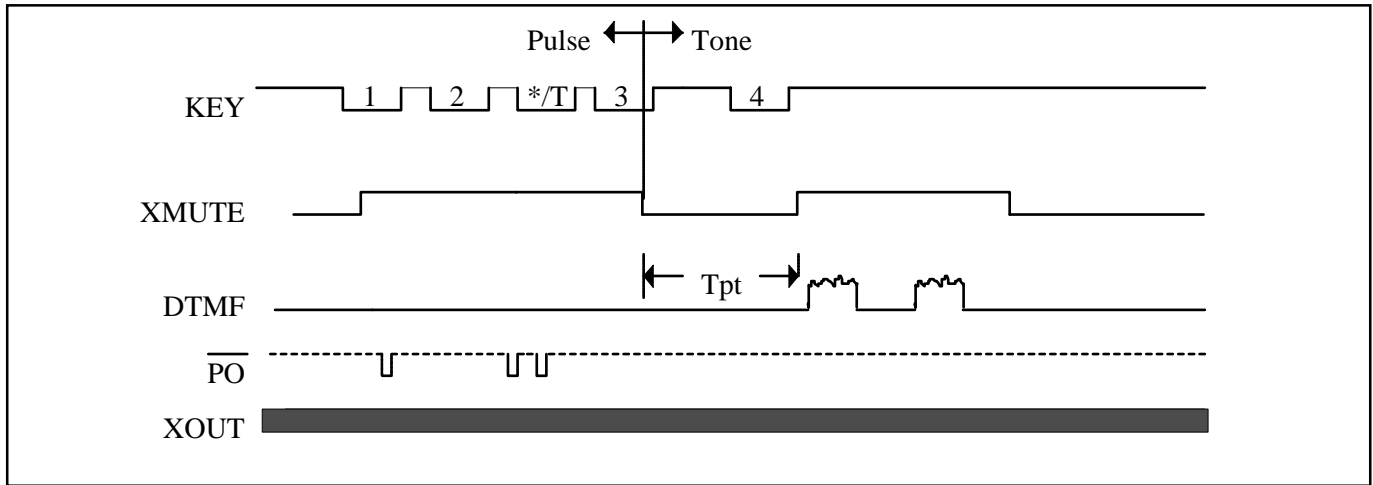 Pulse Tone
KEY 1 2 */T 3 4
XMUTE
Tpt
DTMF
PO
XOUT